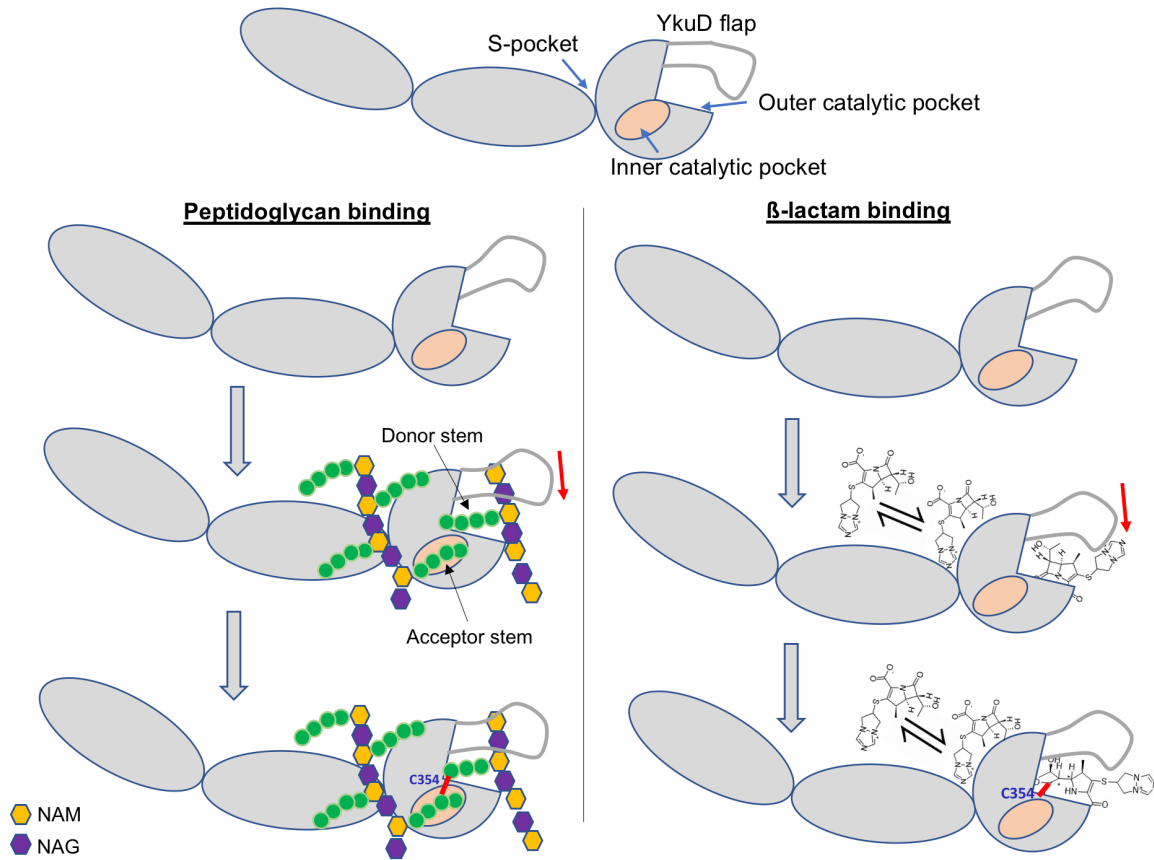 YkuD flap
S-pocket
Outer catalytic pocket
Inner catalytic pocket
Peptidoglycan binding
ß-lactam binding
Donor stem
Acceptor stem
C354
C354
NAM
NAG